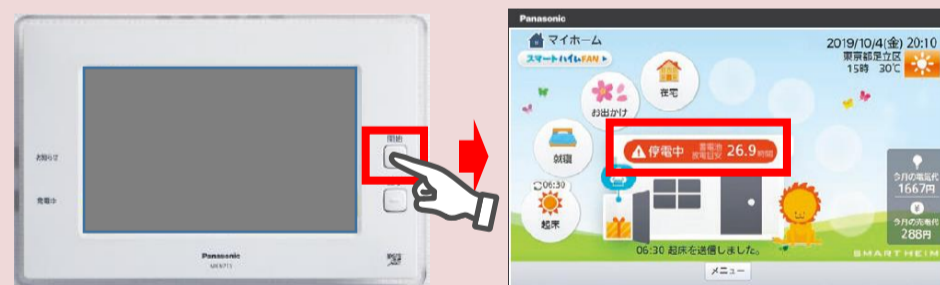 開始
お知らせ
充電中
Panasonic
Panasonic
マイホーム
スマートハイムFAN
2019/10/4(金) 20:10
東京都足立区
15時 30℃
在宅
お出かけ
就寝
停電中 蓄電池 放電目安 26.9時間
06:30
起床
今月の電気代
1667円
今月の売電代
288円
06:30 起床を送信しました。
SMART HEIM
メニュー